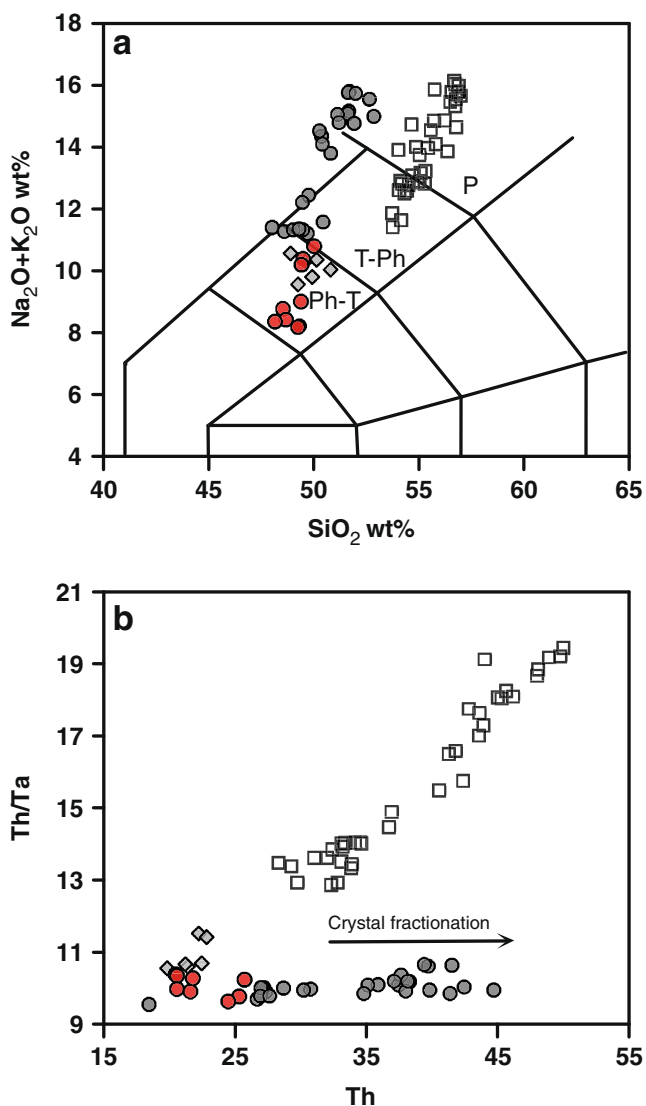 a
18
16
14
12
10
8
6
4
Na₂O+K₂O wt%
P
T-Ph
Ph-T
40 45 50 55 60 65
SiO₂ wt%
b
21
19
17
15
13
11
9
Th/Ta
Crystal fractionation
15 25 35 45 55
Th